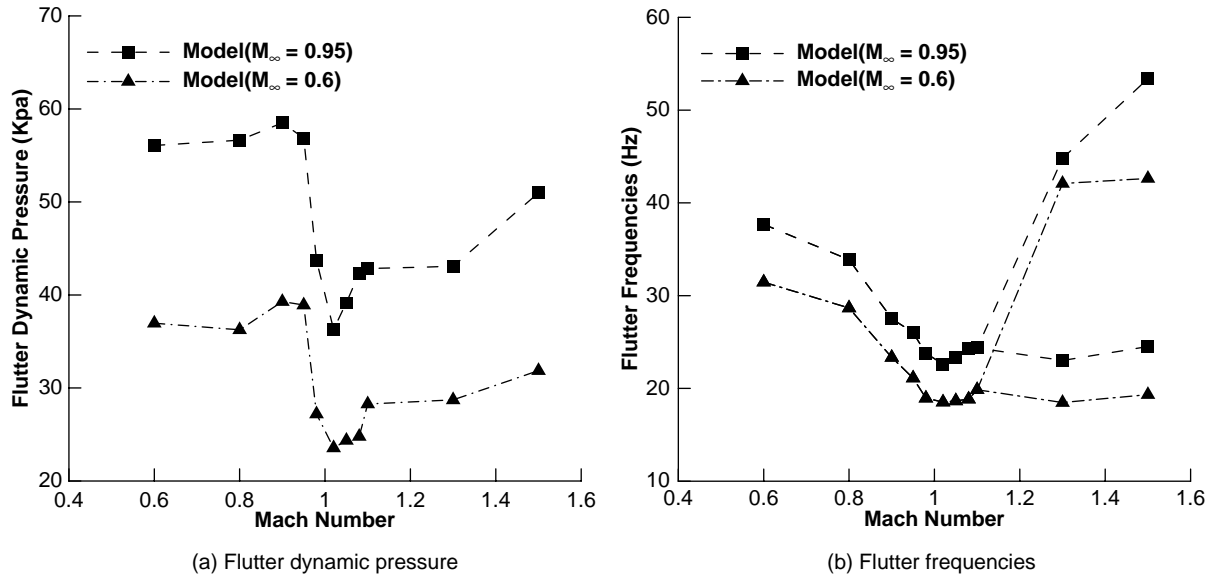 70
60
50
40
30
20
Flutter Dynamic Pressure (Kpa)
Model(M∞ = 0.95)
Model(M∞ = 0.6)
0.4 0.6 0.8 1 1.2 1.4 1.6
Mach Number
(a) Flutter dynamic pressure
60
50
40
30
20
10
Flutter Frequencies (Hz)
Model(M∞ = 0.95)
Model(M∞ = 0.6)
0.4 0.6 0.8 1 1.2 1.4 1.6
Mach Number
(b) Flutter frequencies